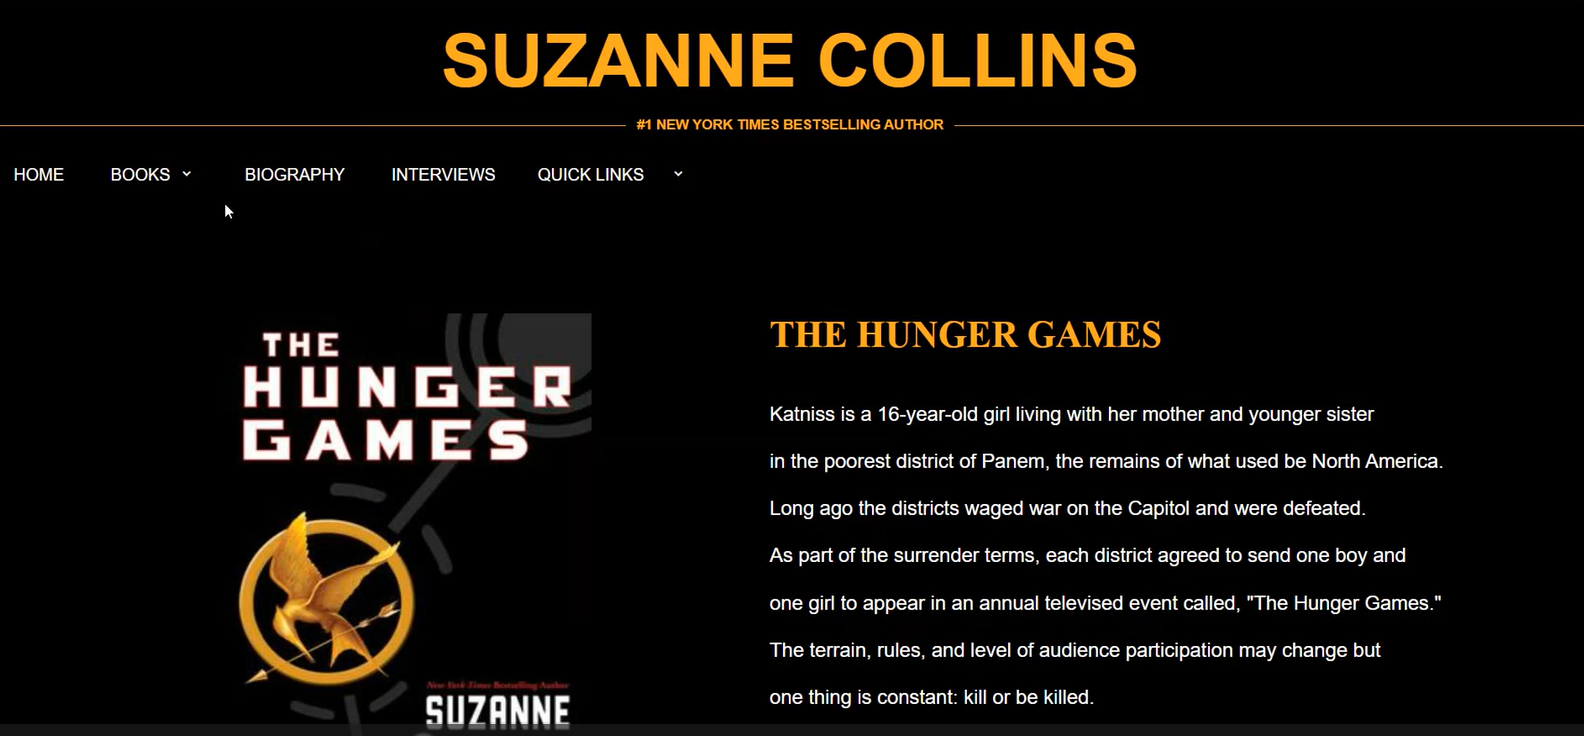 SUZANNE COLLINS
#1 NEW YORK TIMES BESTSELLING AUTHOR
HOME BOOKS BIOGRAPHY INTERVIEWS QUICK LINKS
THE
HUNGER
GAMES
New York Times Bestselling Author
SUZANNE
THE HUNGER GAMES
Katniss is a 16-year-old girl living with her mother and younger sister
in the poorest district of Panem, the remains of what used be North America.
Long ago the districts waged war on the Capitol and were defeated.
As part of the surrender terms, each district agreed to send one boy and
one girl to appear in an annual televised event called, "The Hunger Games."
The terrain, rules, and level of audience participation may change but
one thing is constant: kill or be killed.